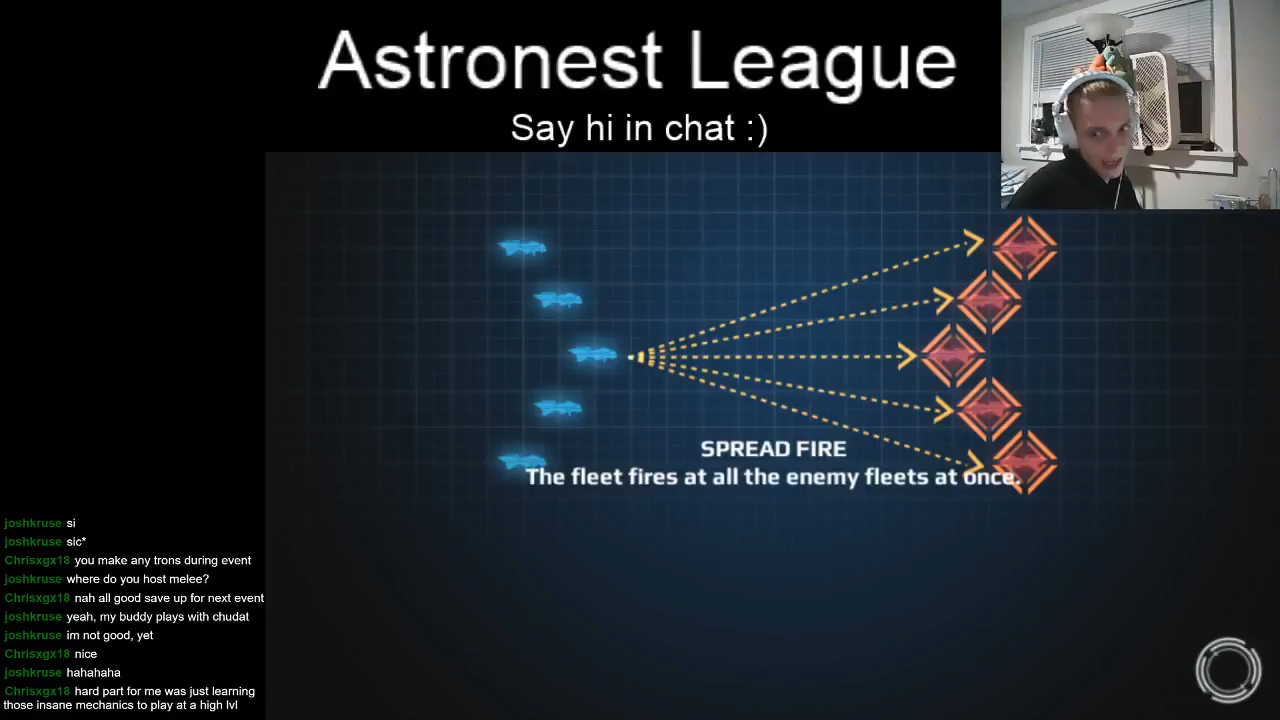 Astronest League
Say hi in chat :)
SPREAD FIRE
The fleet fires at all the enemy fleets at once.
joshkruse si
joshkruse sic*
Chrisxgx18 you make any trons during event
joshkruse where do you host melee?
Chrisxgx18 nah all good save up for next event
joshkruse yeah, my buddy plays with chudat
joshkruse im not good, yet
Chrisxgx18 nice
joshkruse hahahaha
Chrisxgx18 hard part for me was just learning
those insane mechanics to play at a high lvl